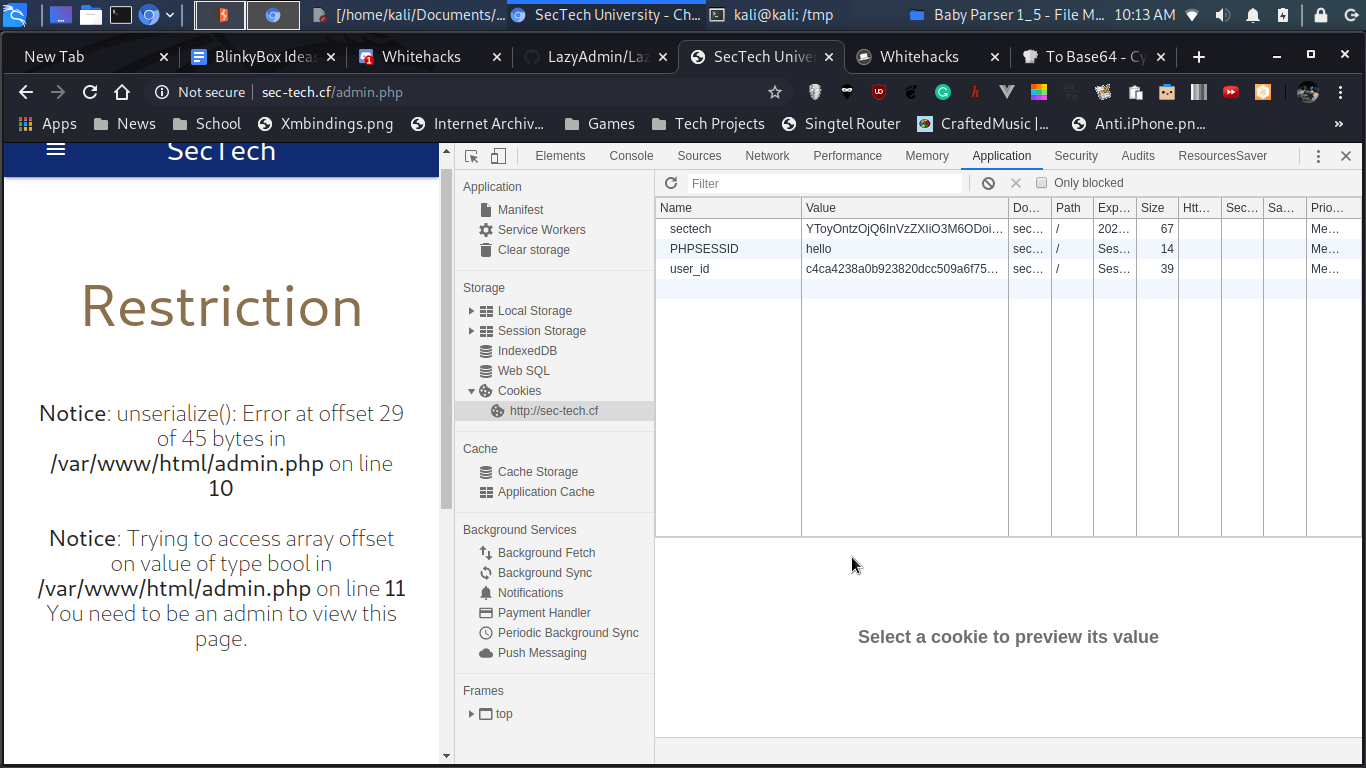 [/home/kali/Documents/...
SecTech University - Ch...
kali@kali: /tmp
Baby Parser 1_5 - File M...
10:13 AM
New Tab
BlinkyBox Ideas
Whitehacks
LazyAdmin/Laz
SecTech Unive
Whitehacks
To Base64 - Cy
Not secure
sec-tech.cf/admin.php
Apps
News
School
Xmbindings.png
Internet Archiv...
Games
Tech Projects
Singtel Router
CraftedMusic |...
Anti.iPhone.pn...
»
SecTech
Restriction
Notice: unserialize(): Error at offset 29
of 45 bytes in
/var/www/html/admin.php on line
10
Notice: Trying to access array offset
on value of type bool in
/var/www/html/admin.php on line 11
You need to be an admin to view this
page.
Elements
Console
Sources
Network
Performance
Memory
Application
Security
Audits
ResourcesSaver
Application
Manifest
Service Workers
Clear storage
Storage
Local Storage
Session Storage
IndexedDB
Web SQL
Cookies
http://sec-tech.cf
Cache
Cache Storage
Application Cache
Background Services
Background Fetch
Background Sync
Notifications
Payment Handler
Periodic Background Sync
Push Messaging
Frames
top
Filter
Only blocked
Name Value Do... Path Exp... Size Htt... Sec... Sa... Prio...
sectech YToyOntzOjQ6InVzZXIiO3M6ODoi... sec... / 202... 67 Me...
PHPSESSID hello sec... / Ses... 14 Me...
user_id c4ca4238a0b923820dcc509a6f75... sec... / Ses... 39 Me...
Select a cookie to preview its value